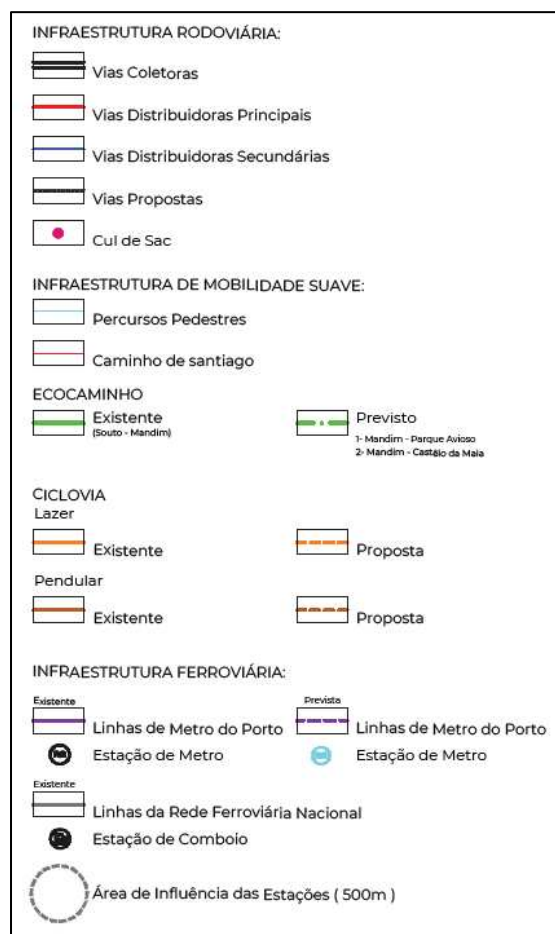 INFRAESTRUTURA RODOVIÁRIA:
Vias Coletoras
Vias Distribuidoras Principais
Vias Distribuidoras Secundárias
Vias Propostas
Cul de Sac
INFRAESTRUTURA DE MOBILIDADE SUAVE:
Percursos Pedestres
Caminho de santiago
ECOCAMINHO
Existente
(Souto - Mandim)
Previsto
1- Mandim - Parque Avioso
2- Mandim - Castêlo da Maia
CICLOVIA
Lazer
Existente
Proposta
Pendular
Existente
Proposta
INFRAESTRUTURA FERROVIÁRIA:
Existente
Linhas de Metro do Porto
Prevista
Linhas de Metro do Porto
Estação de Metro
Estação de Metro
Existente
Linhas da Rede Ferroviária Nacional
Estação de Comboio
Área de Influência das Estações ( 500m )